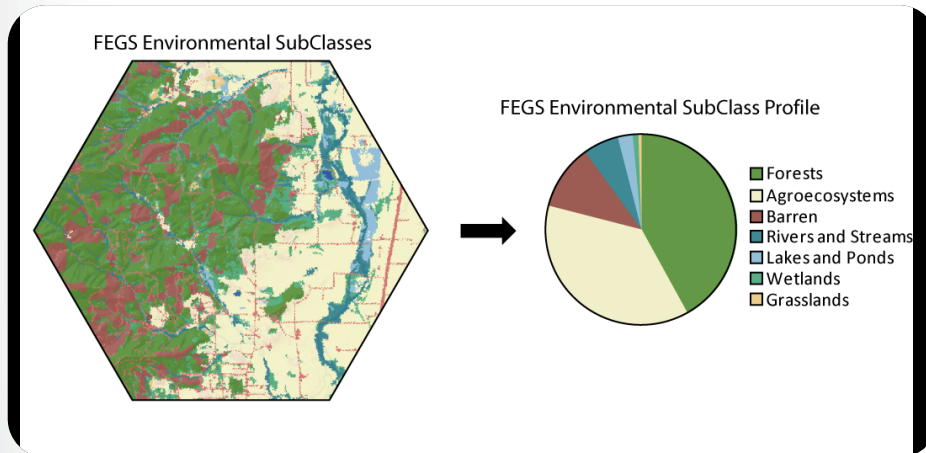 FEGS Environmental SubClasses
FEGS Environmental SubClass Profile
Forests
Agroecosystems
Barren
Rivers and Streams
Lakes and Ponds
Wetlands
Grasslands